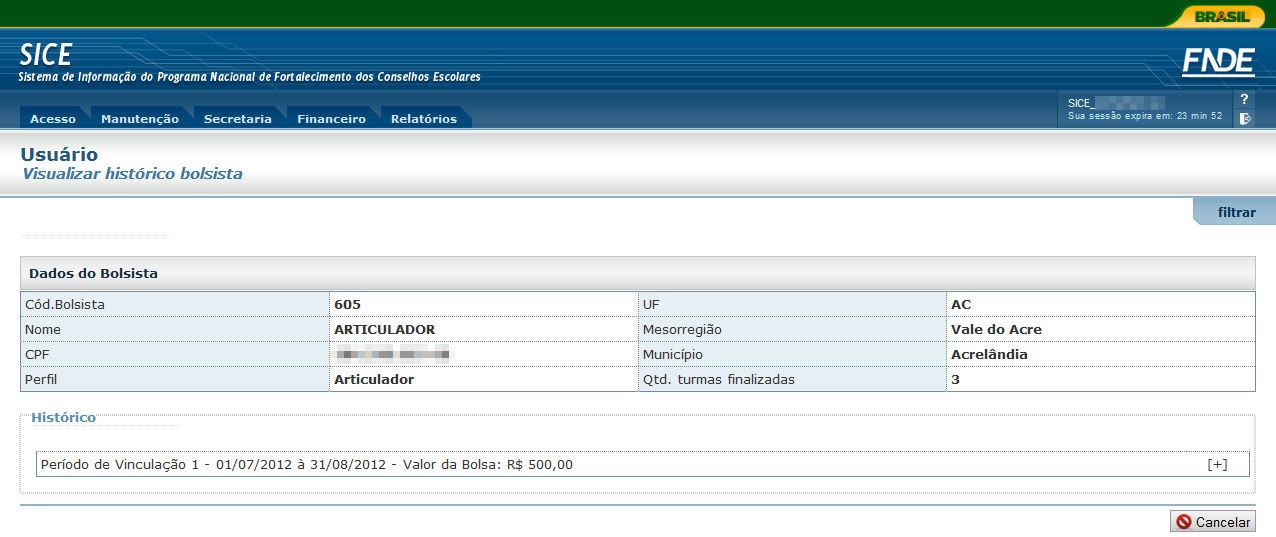 BRASIL
SICE
Sistema de Informação do Programa Nacional de Fortalecimento dos Conselhos Escolares
FNDE
Acesso Manutenção Secretaria Financeiro Relatórios
SICE_
?
Sua sessão expira em: 23 min 52
Usuário
Visualizar histórico bolsista
filtrar
Dados do Bolsista
Cód.Bolsista 605 UF AC
Nome ARTICULADOR Mesorregião Vale do Acre
CPF Município Acrelândia
Perfil Articulador Qtd. turmas finalizadas 3
Histórico
Período de Vinculação 1 - 01/07/2012 à 31/08/2012 - Valor da Bolsa: R$ 500,00 [+]
Cancelar